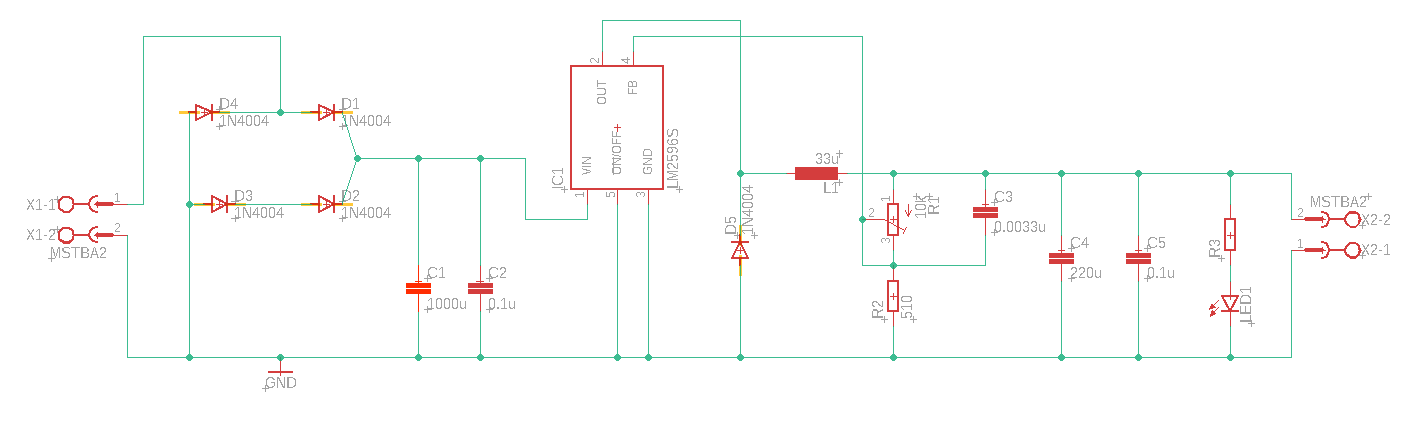 2
4
OUT
FB
VIN
ON/OFF
GND
IC1
LM2596S
1
5
3
D4
1N4004
D1
1N4004
D3
1N4004
D2
1N4004
X1-1
1
X1-2
2
MSTBA2
C1
1000u
C2
0.1u
GND
D5
1N4004
33u
L1
1
2
3
10k
R1
C3
0.0033u
R2
510
C4
220u
C5
0.1u
R3
LED1
MSTBA2
2
X2-2
1
X2-1